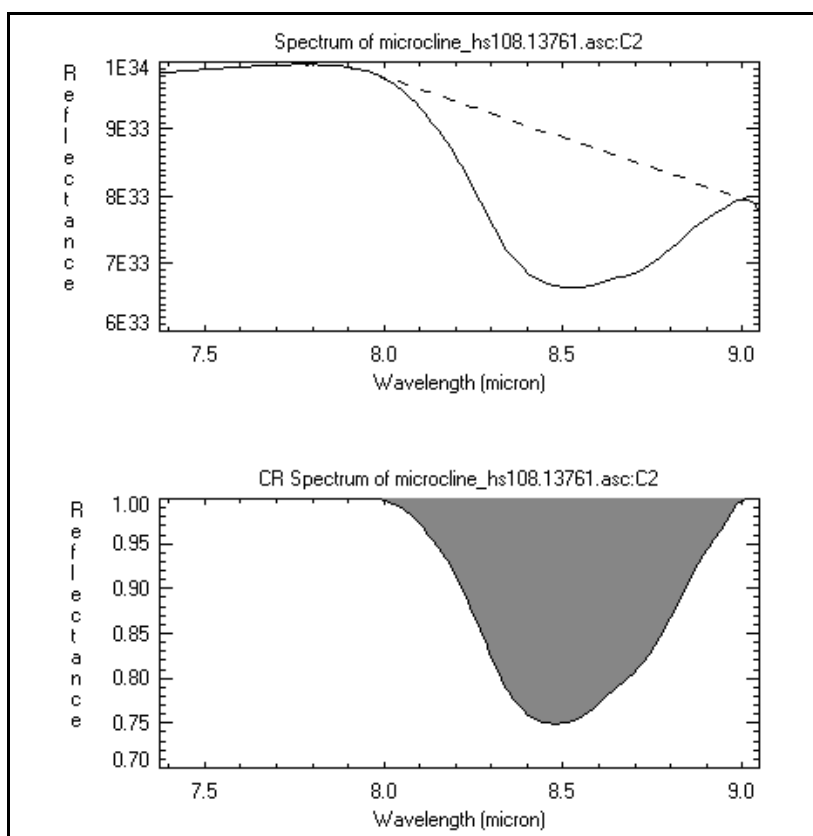 Spectrum of microcline_hs108.13761.asc:C2
Reflectance
1E34
9E33
8E33
7E33
6E33
7.5 8.0 8.5 9.0
Wavelength (micron)
CR Spectrum of microcline_hs108.13761.asc:C2
Reflectance
1.00
0.95
0.90
0.85
0.80
0.75
0.70
7.5 8.0 8.5 9.0
Wavelength (micron)